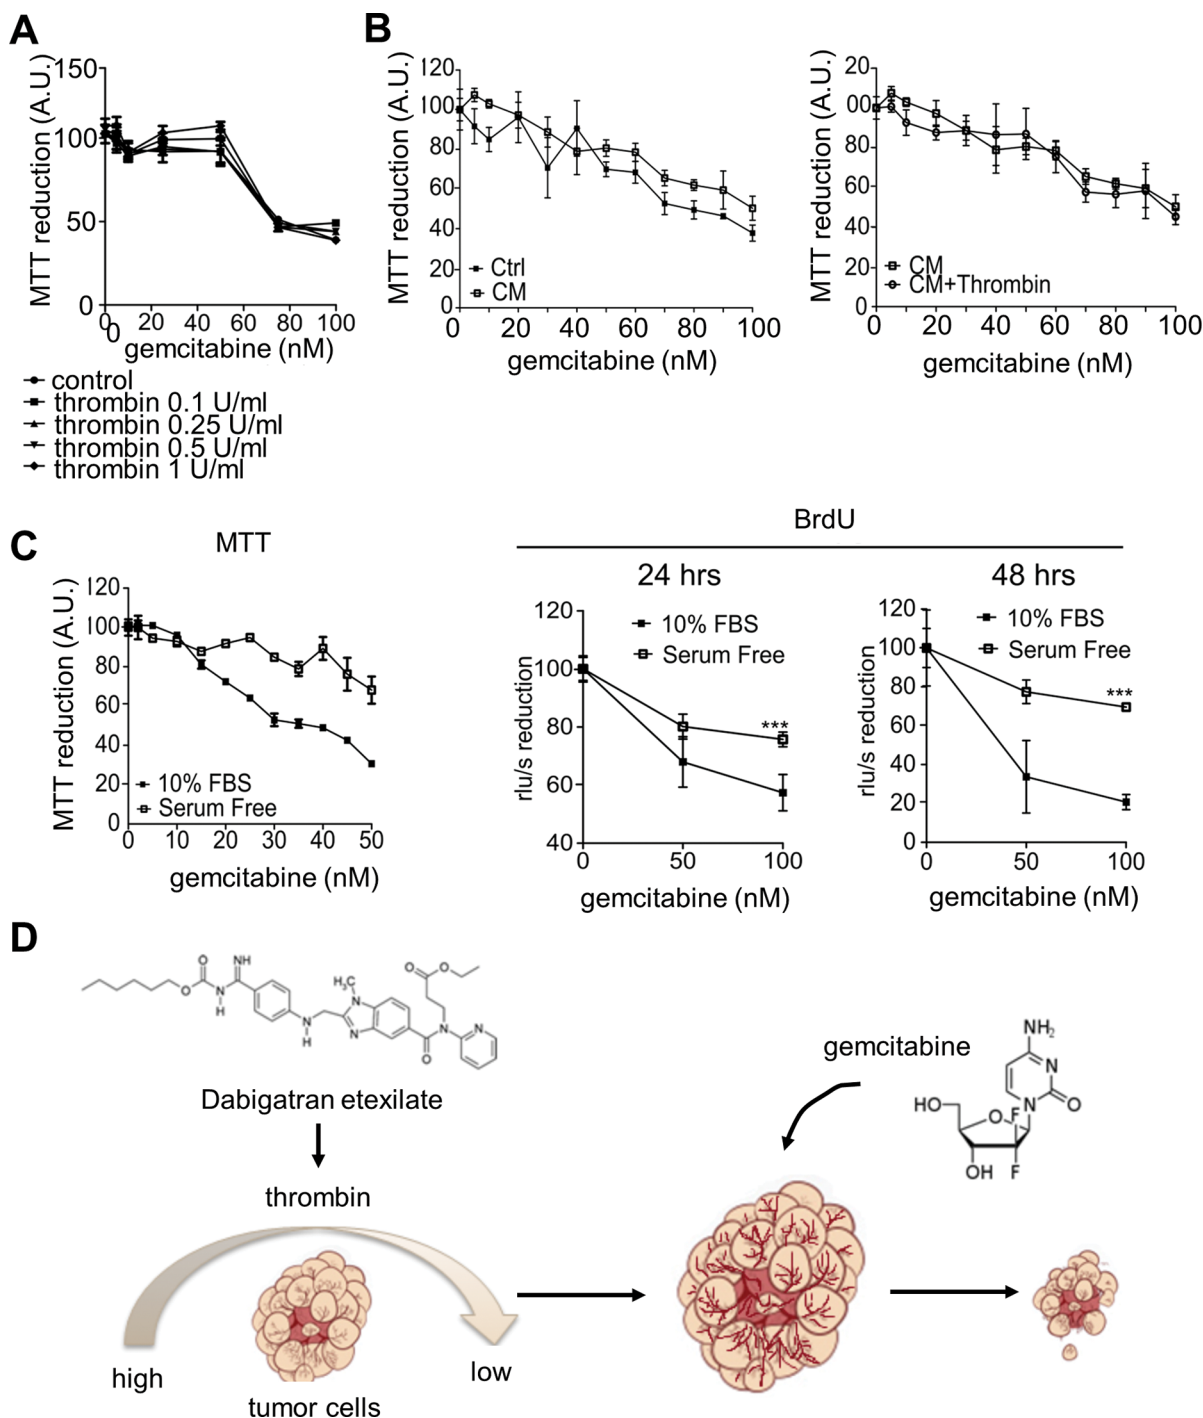 A
MTT reduction (A.U.)
150
100
50
0
0 0 20 40 60 80 100
gemcitabine (nM)
control
thrombin 0.1 U/ml
thrombin 0.25 U/ml
thrombin 0.5 U/ml
thrombin 1 U/ml
B
MTT reduction (A.U.)
120
100
80
60
40
20
0
Ctrl
CM
0 20 40 60 80 100
gemcitabine (nM)
MTT reduction (A.U.)
20
00
80
60
40
20
0
CM
CM+Thrombin
0 20 40 60 80 100
gemcitabine (nM)
C
MTT
MTT reduction (A.U.)
120
100
80
60
40
20
0
10% FBS
Serum Free
0 10 20 30 40 50
gemcitabine (nM)
BrdU
24 hrs
rlu/s reduction
120
100
80
60
40
10% FBS
Serum Free
***
0 50 100
gemcitabine (nM)
48 hrs
rlu/s reduction
120
100
80
60
40
20
0
10% FBS
Serum Free
***
0 50 100
gemcitabine (nM)
D
O
O
N
H
NH
N
H
H₃C
N
N
O
O
O
N
N
Dabigatran etexilate
thrombin
high
low
tumor cells
gemcitabine
NH₂
N
N
O
HO
O
F
F
OH